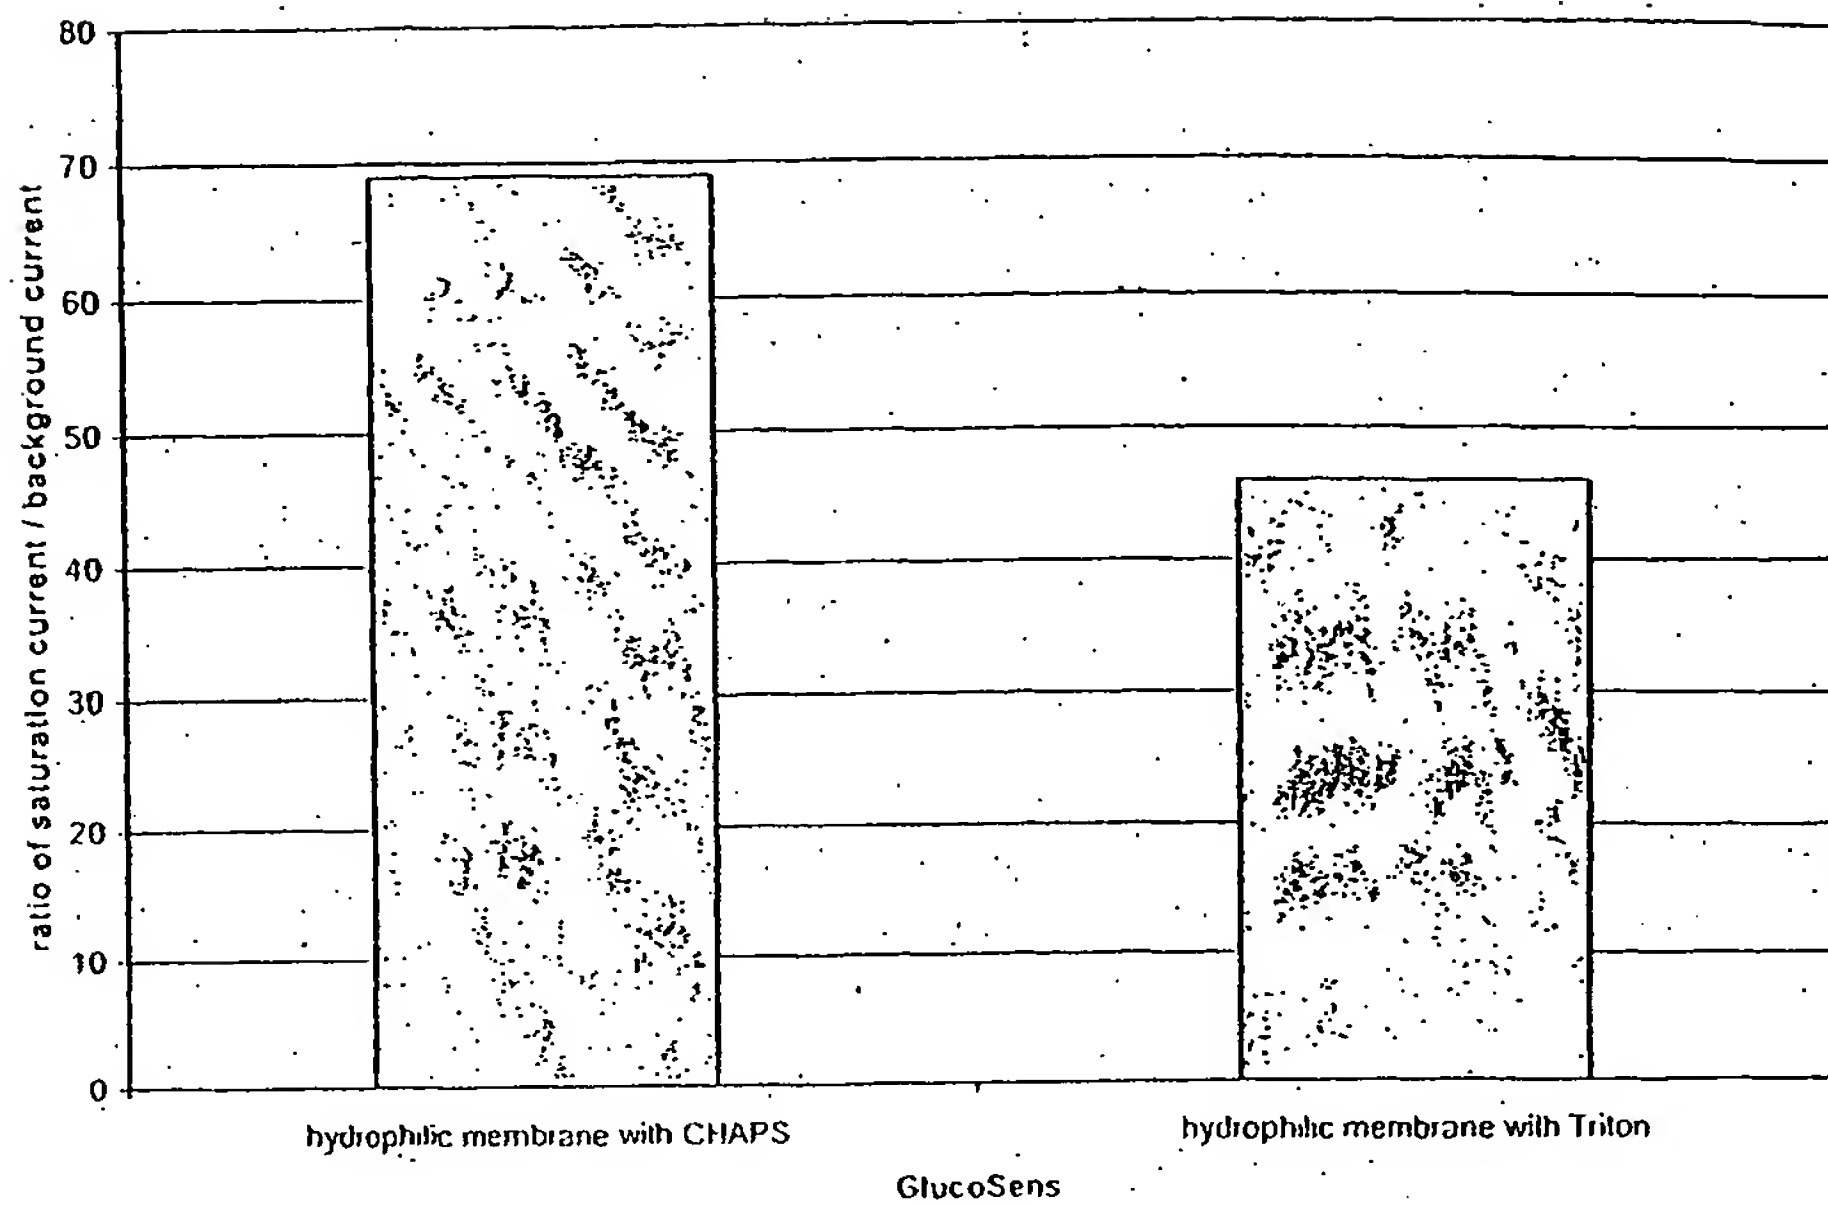 80
70
60
50
40
30
20
10
0
ratio of saturation current / background current
hydrophilic membrane with CHAPS
hydrophilic membrane with Triton
GlucoSens